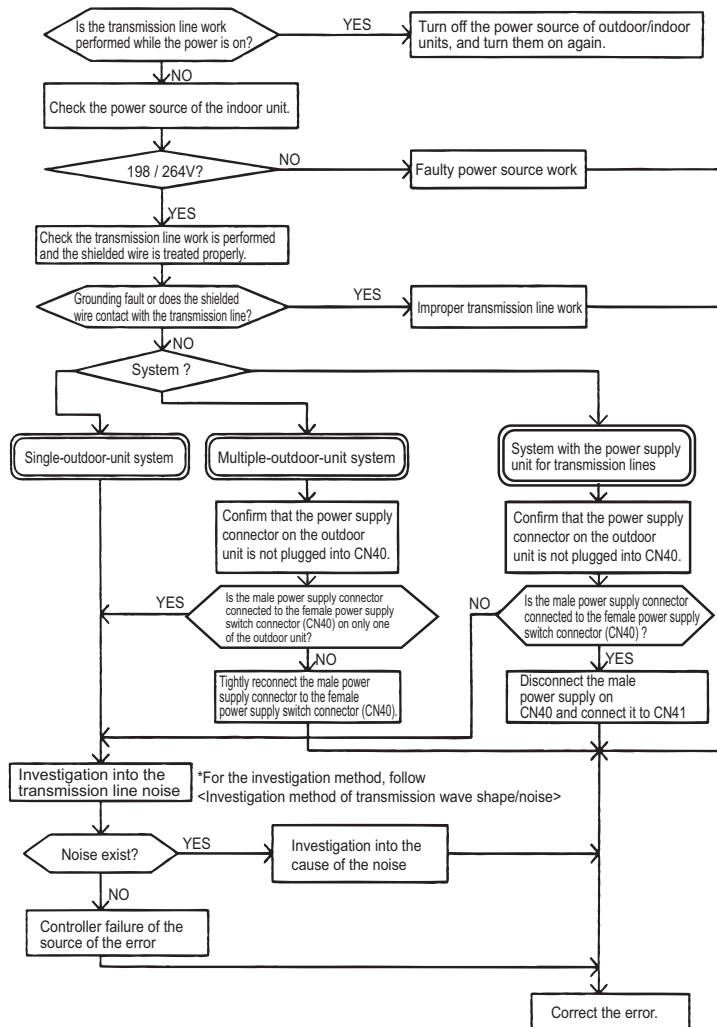 Is the transmission line work
performed while the power is on?
YES
Turn off the power source of outdoor/indoor
units, and turn them on again.
NO
Check the power source of the indoor unit.
198 / 264V?
NO
Faulty power source work
YES
Check the transmission line work is performed
and the shielded wire is treated properly.
Grounding fault or does the shielded
wire contact with the transmission line?
YES
Improper transmission line work
NO
System ?
Single-outdoor-unit system
Multiple-outdoor-unit system
System with the power supply
unit for transmission lines
Confirm that the power supply
connector on the outdoor
unit is not plugged into CN40.
Confirm that the power supply
connector on the outdoor
unit is not plugged into CN40.
YES
Is the male power supply connector
connected to the female power supply
switch connector (CN40) on only one
of the outdoor unit?
NO
Is the male power supply connector
connected to the female power supply
switch connector (CN40) ?
NO
YES
Tightly reconnect the male power
supply connector to the female
power supply switch connector (CN40).
Disconnect the male
power supply on
CN40 and connect it to CN41
Investigation into the
transmission line noise
*For the investigation method, follow
<Investigation method of transmission wave shape/noise>
Noise exist?
YES
Investigation into the
cause of the noise
NO
Controller failure of the
source of the error
Correct the error.